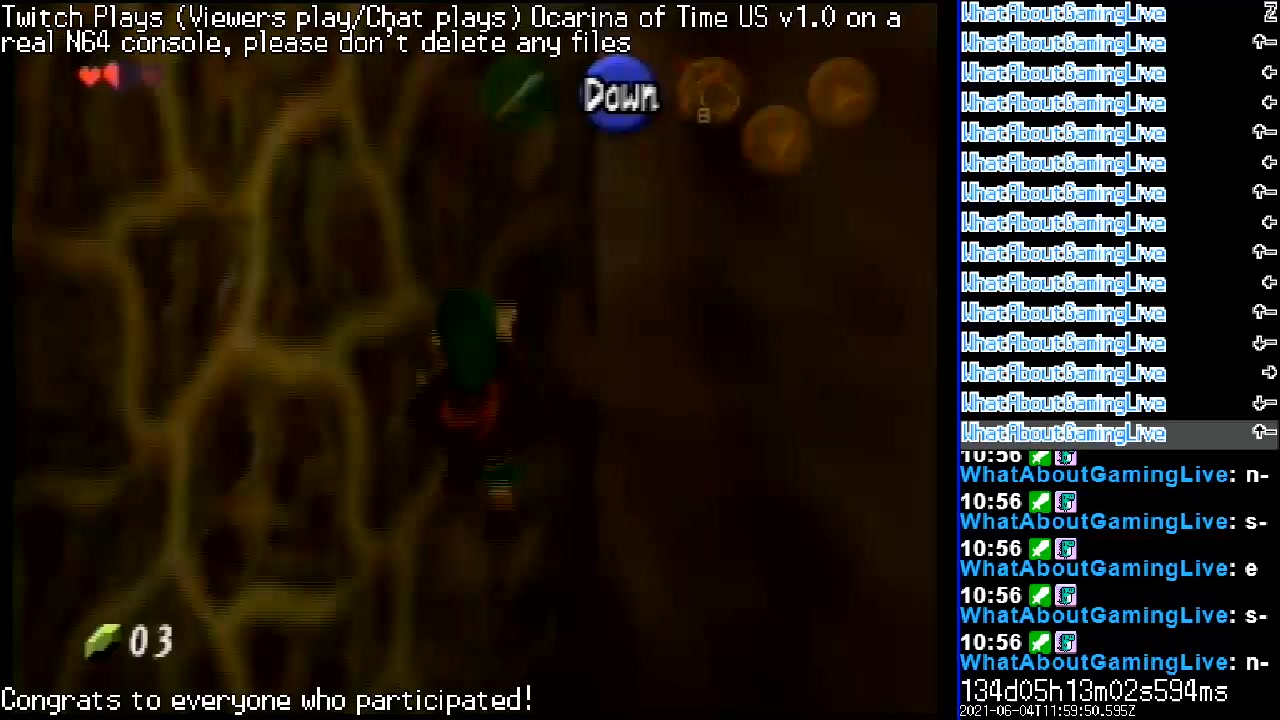 Twitch Plays (Viewers play/Chat plays) Ocarina of Time US v1.0 on a
real N64 console, please don't delete any files
Down
8
03
Congrats to everyone who participated!
WhatAboutGamingLive Z
WhatAboutGamingLive
WhatAboutGamingLive
WhatAboutGamingLive
WhatAboutGamingLive
WhatAboutGamingLive
WhatAboutGamingLive
WhatAboutGamingLive
WhatAboutGamingLive
WhatAboutGamingLive
WhatAboutGamingLive
WhatAboutGamingLive
WhatAboutGamingLive
WhatAboutGamingLive
WhatAboutGamingLive
10:56
WhatAboutGamingLive: n-
10:56
WhatAboutGamingLive: s-
10:56
WhatAboutGamingLive: e
10:56
WhatAboutGamingLive: s-
10:56
WhatAboutGamingLive: n-
134d05h13m02s594ms
2021-06-04T11:59:50.595Z